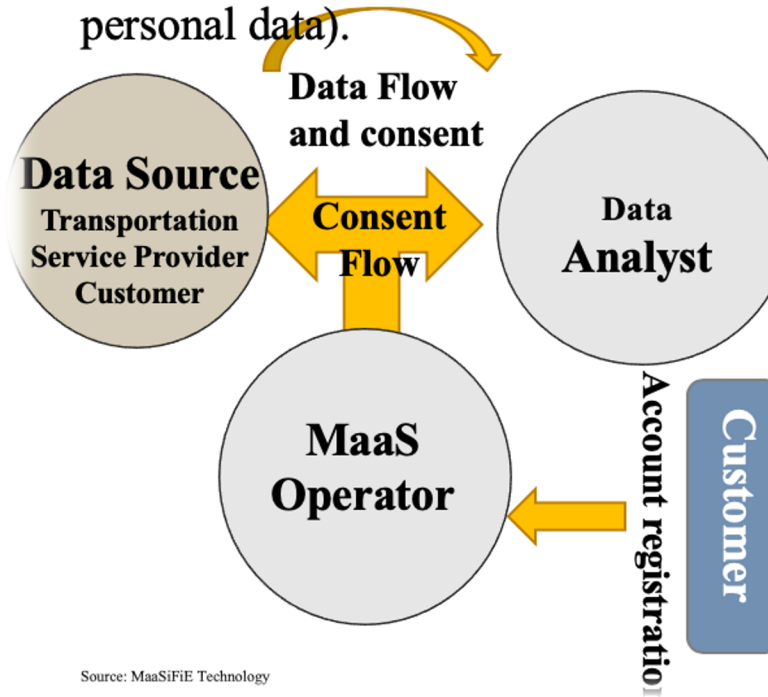 personal data).
Data Flow
and consent
Data Source
Transportation
Service Provider
Customer
Consent
Flow
Data
Analyst
MaaS
Operator
Account registratio
Customer
Source: MaaSiFiE Technology